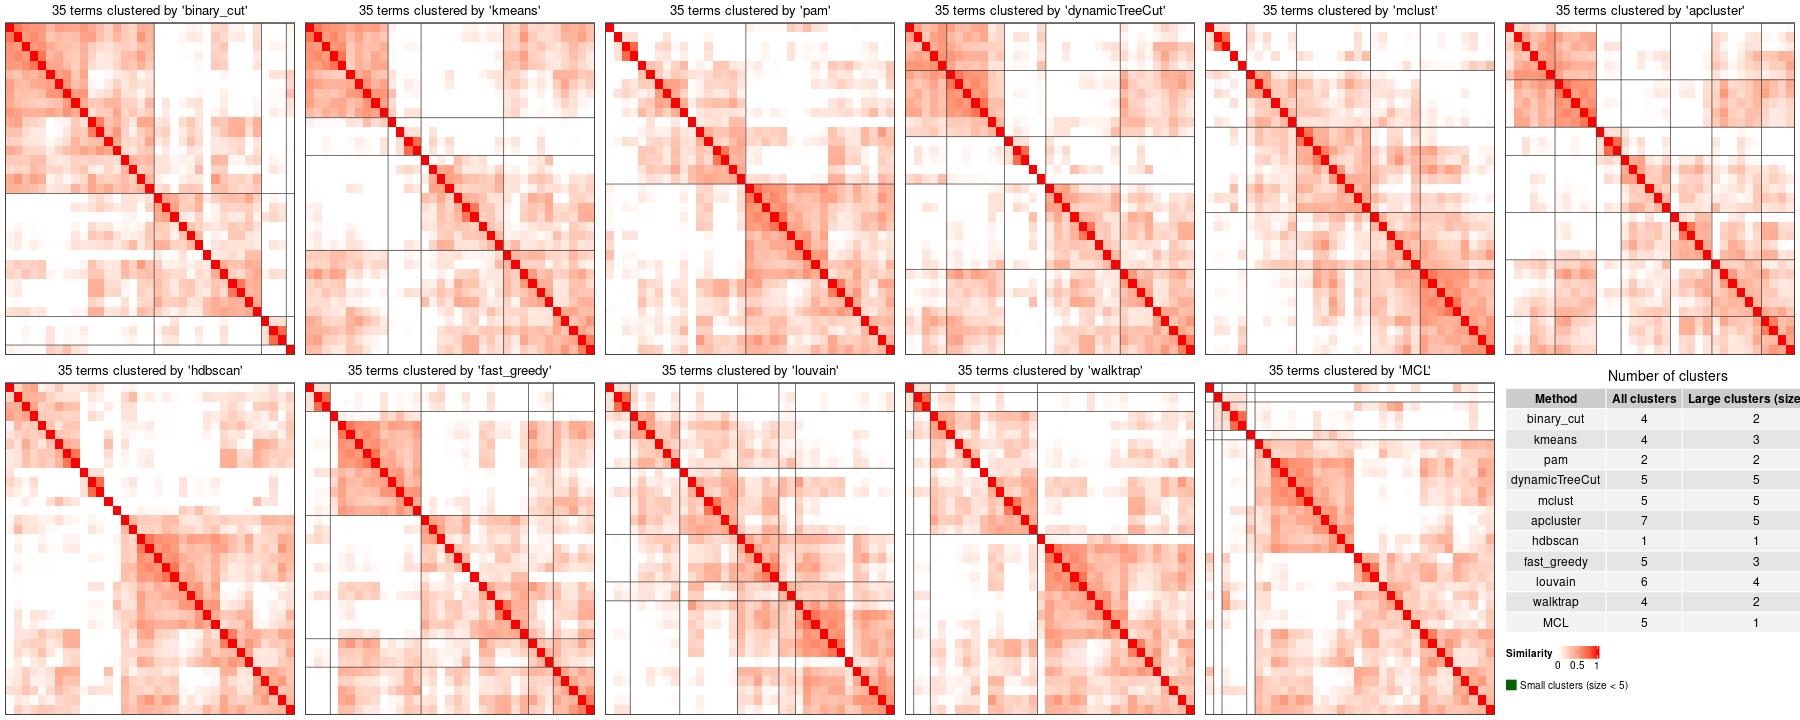 35 terms clustered by 'binary_cut'
35 terms clustered by 'kmeans'
35 terms clustered by 'pam'
35 terms clustered by 'dynamicTreeCut'
35 terms clustered by 'mclust'
35 terms clustered by 'apcluster'
35 terms clustered by 'hdbscan'
35 terms clustered by 'fast_greedy'
35 terms clustered by 'louvain'
35 terms clustered by 'walktrap'
35 terms clustered by 'MCL'
Number of clusters
Method All clusters Large clusters (size
binary_cut 4 2
kmeans 4 3
pam 2 2
dynamicTreeCut 5 5
mclust 5 5
apcluster 7 5
hdbscan 1 1
fast_greedy 5 3
louvain 6 4
walktrap 4 2
MCL 5 1
Similarity
0 0.5 1
Small clusters (size < 5)